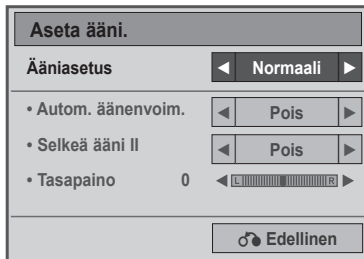 Aseta ääni.
Ääniasetus ◀ Normaali ▶
• Autom. äänenvoim. ◀ Pois ▶
• Selkeä ääni II ◀ Pois ▶
• Tasapaino 0 ◀ L R ▶
Edellinen